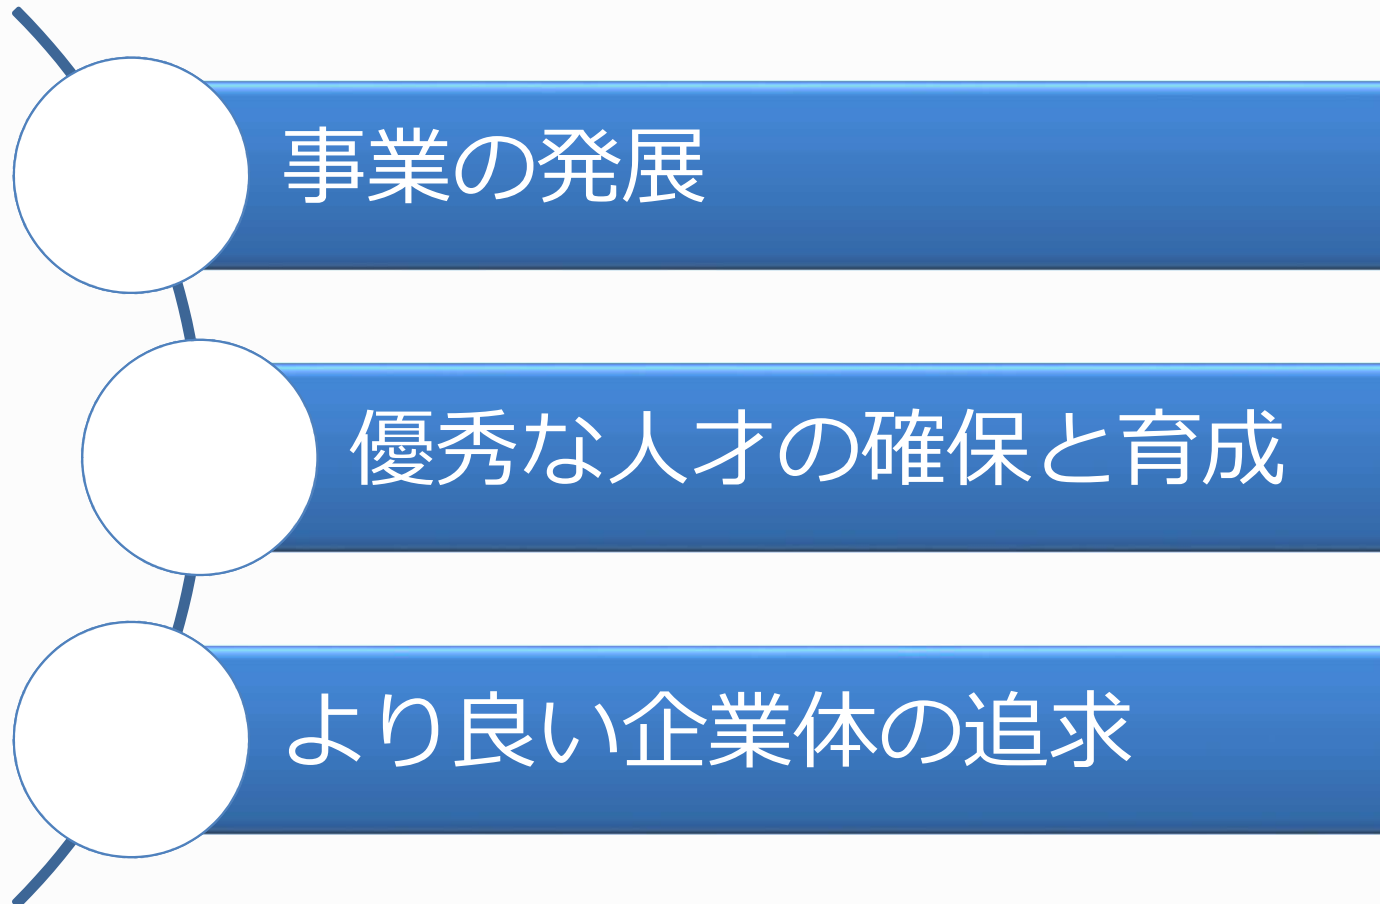 事業の発展
優秀な人才の確保と育成
より良い企業体の追求